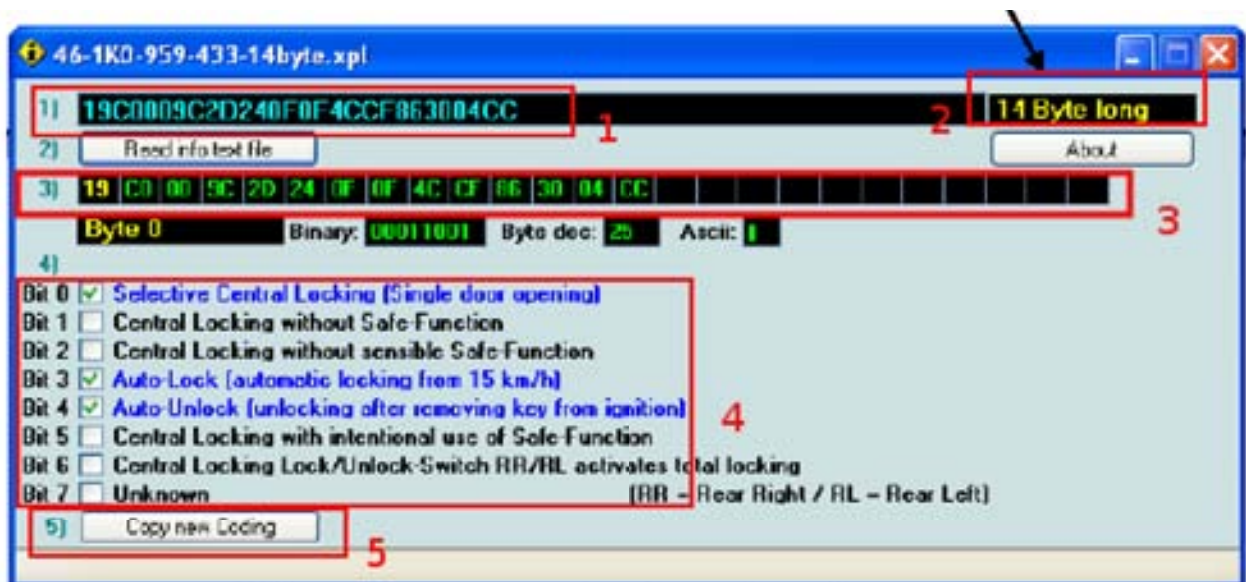 46-1K0-959-433-14byte.xpl
1) 19C0009C2D240F0F4CCF863004CC 1 2 14 Byte long
2) Read info text file About
3) 19 C0 00 9C 2D 24 0F 0F 4C CF 86 30 04 CC 3
Byte 0 Binary: 00011001 Byte dec: 25 Ascii:
4)
Bit 0 Selective Central Locking (Single door opening)
Bit 1 Central Locking without Safe-Function
Bit 2 Central Locking without sensible Safe-Function
Bit 3 Auto-Lock (automatic locking from 15 km/h)
Bit 4 Auto-Unlock (unlocking after removing key from ignition) 4
Bit 5 Central Locking with intentional use of Safe-Function
Bit 6 Central Locking Lock/Unlock-Switch RR/RL activates total locking
Bit 7 Unknown (RR - Rear Right / RL - Rear Left)
5) Copy new Coding 5